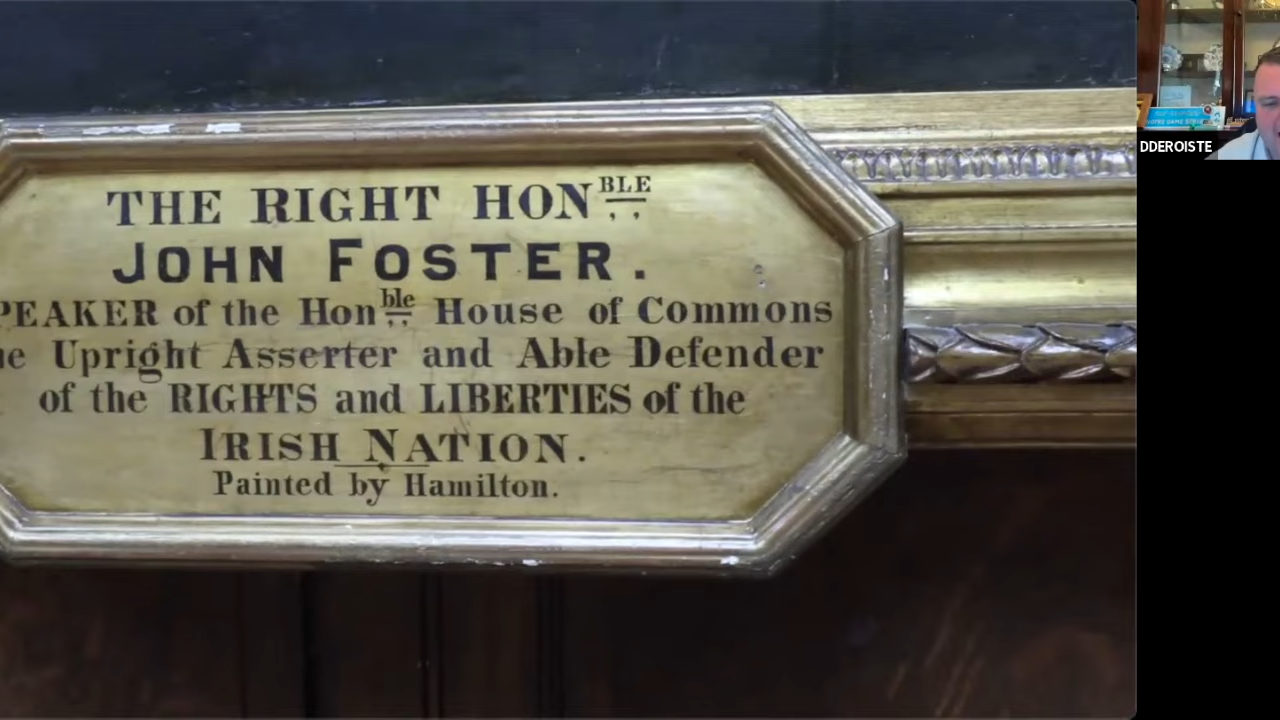 THE RIGHT HONBLE
JOHN FOSTER.
PEAKER of the Honble House of Commons
e Upright Asserter and Able Defender
of the RIGHTS and LIBERTIES of the
IRISH NATION.
Painted by Hamilton.
DDEROISTE